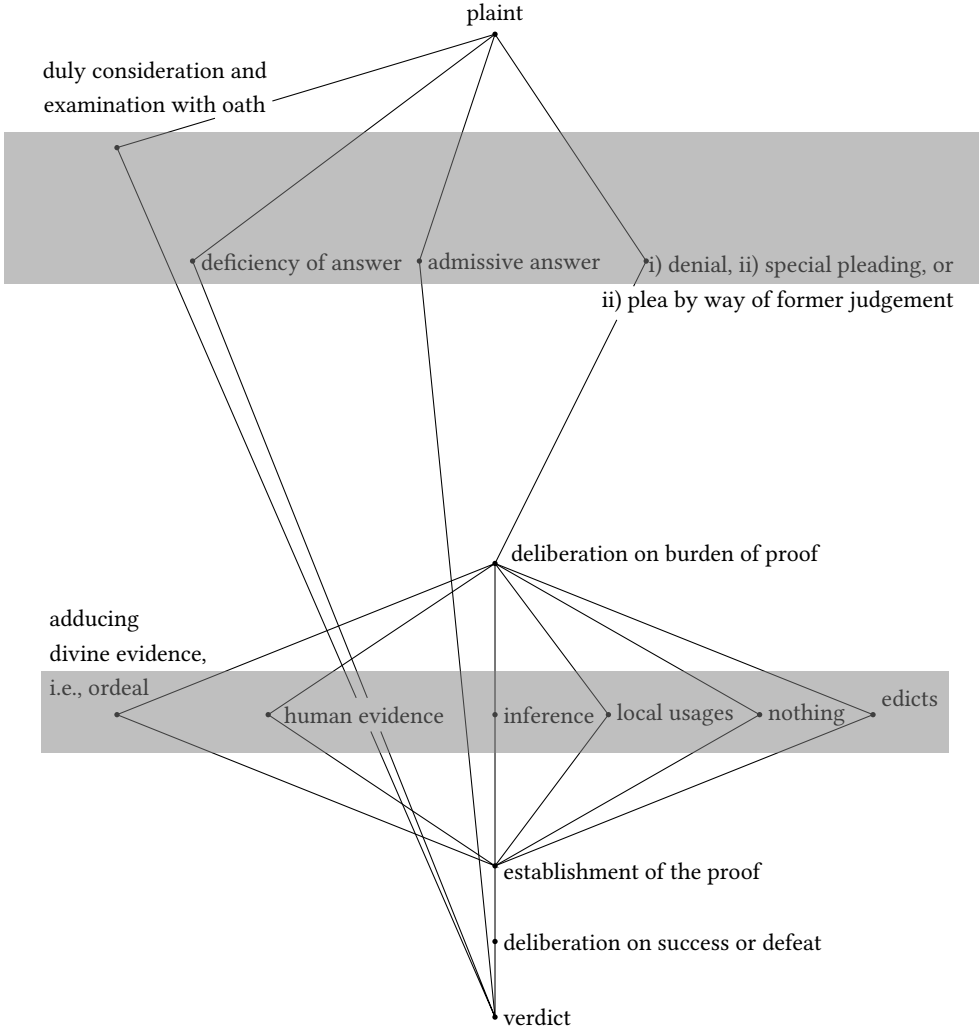 plaint
duly consideration and
examination with oath
deficiency of answer
admissive answer
i) denial, ii) special pleading, or
ii) plea by way of former judgement
deliberation on burden of proof
adducing
divine evidence,
i.e., ordeal
human evidence
inference
local usages
nothing
edicts
establishment of the proof
deliberation on success or defeat
verdict